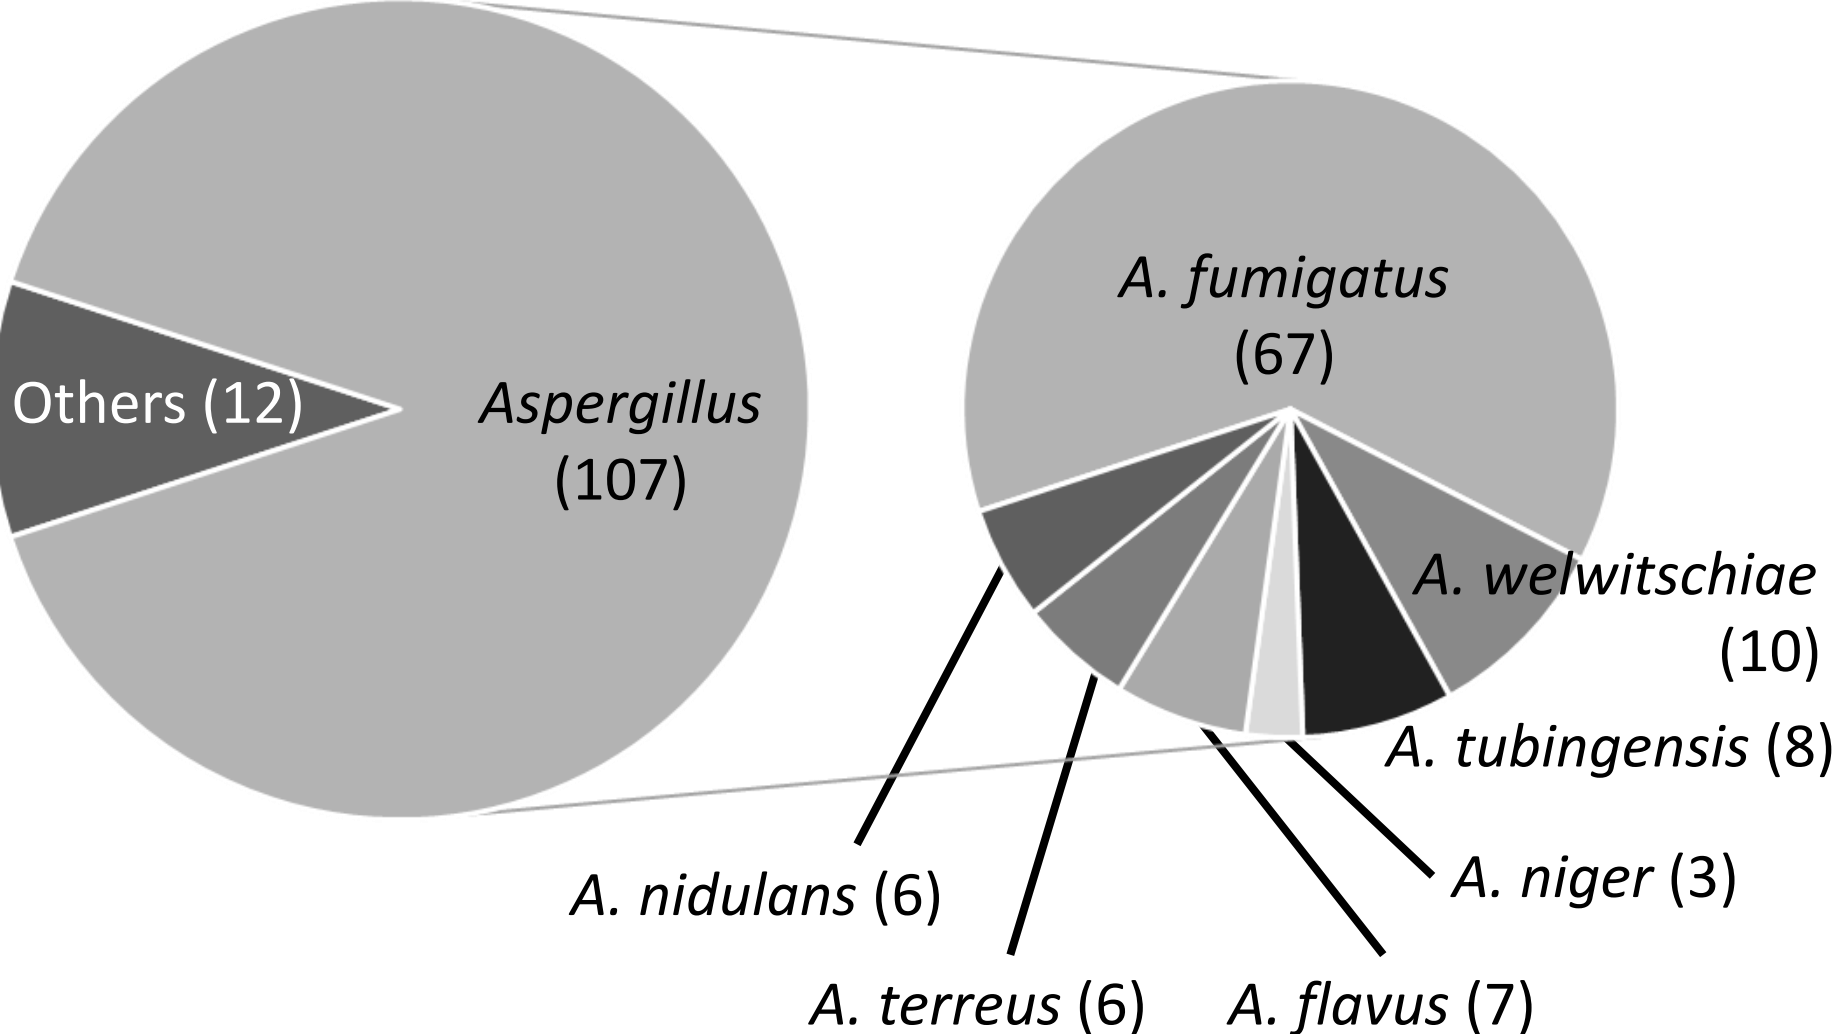 Others (12)
Aspergillus
(107)
A. fumigatus
(67)
A. welwitschiae
(10)
A. tubingensis (8)
A. niger (3)
A. nidulans (6)
A. terreus (6)
A. flavus (7)